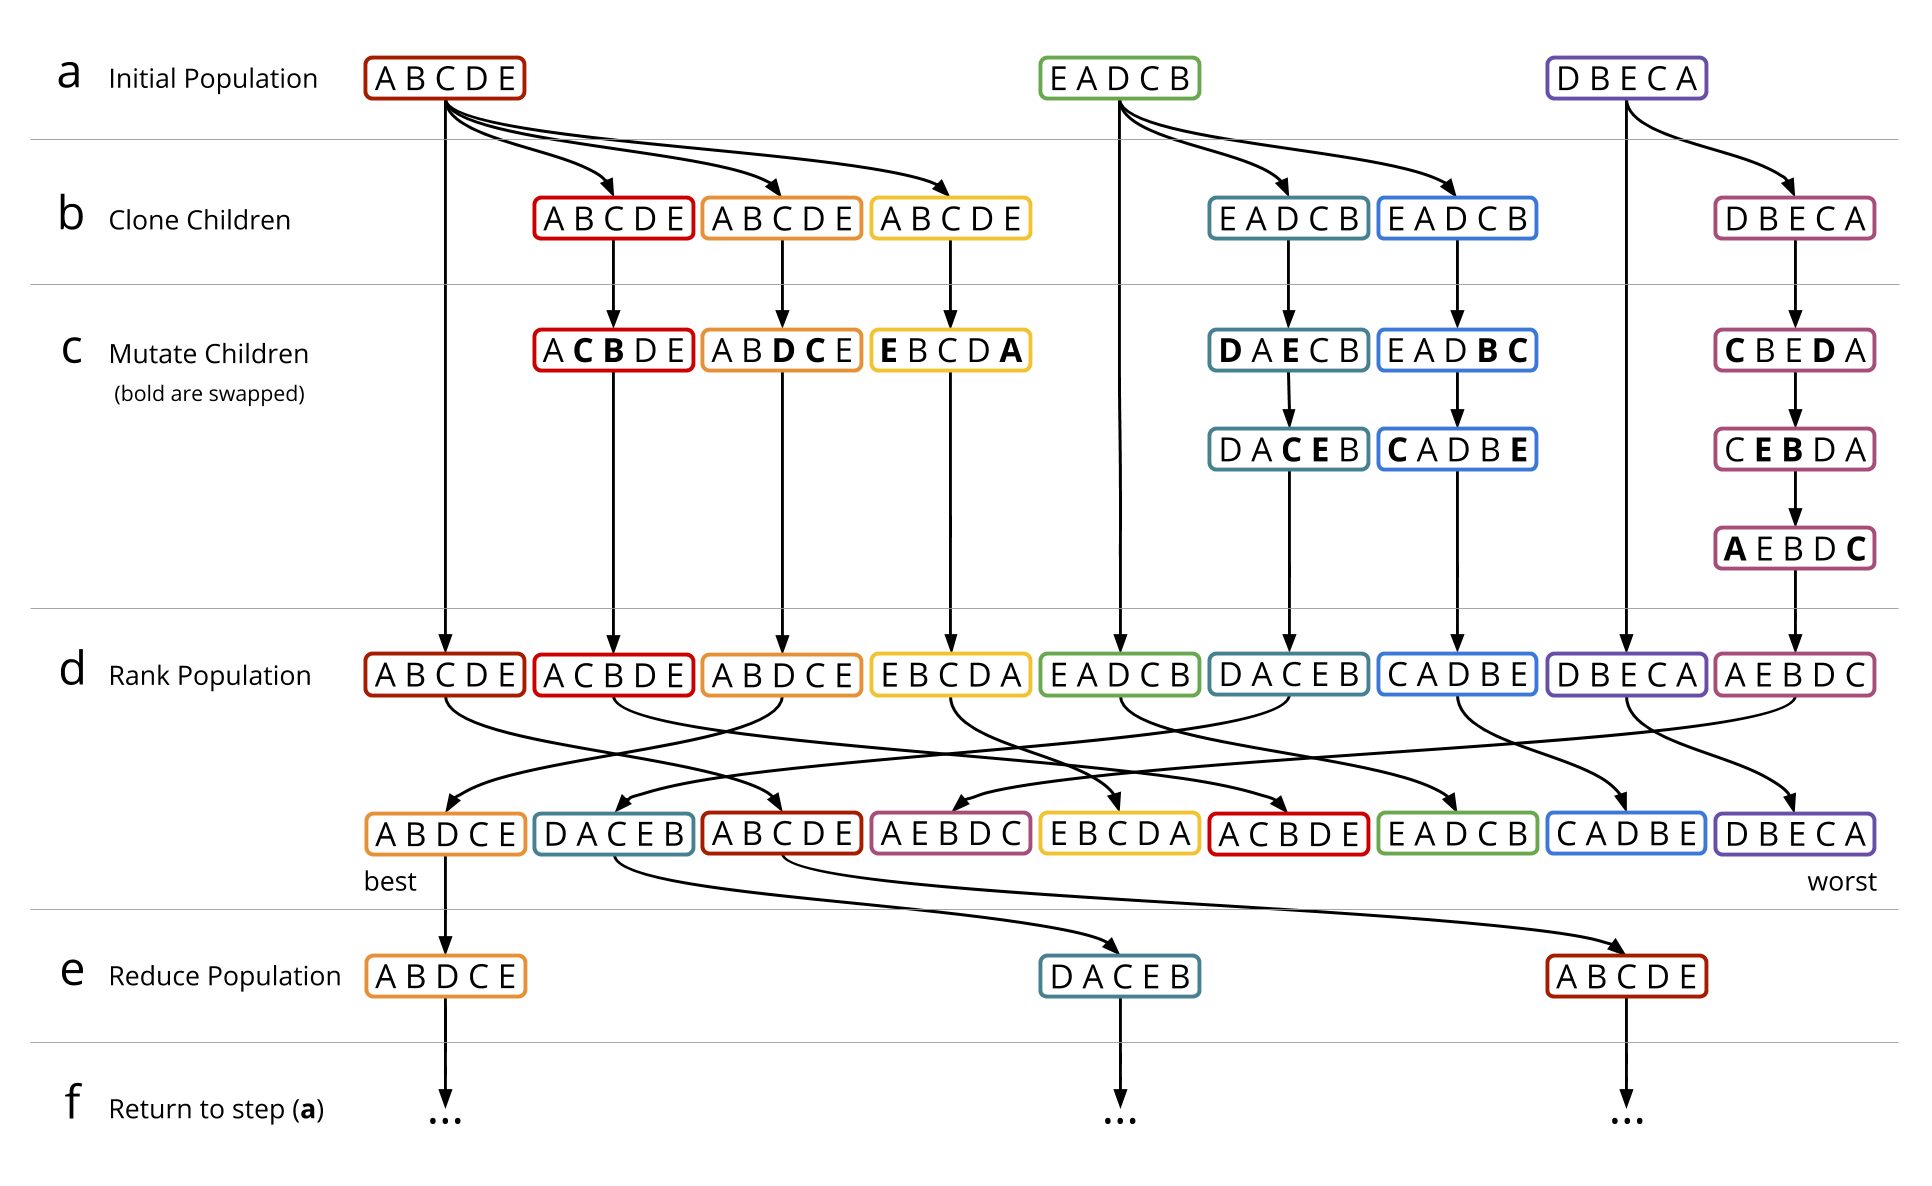 a Initial Population A B C D E E A D C B D B E C A
b Clone Children A B C D E A B C D E A B C D E E A D C B E A D C B D B E C A
c Mutate Children A C B D E A B D C E E B C D A D A E C B E A D B C C B E D A
(bold are swapped)
D A C E B C A D B E C E B D A
A E B D C
d Rank Population A B C D E A C B D E A B D C E E B C D A E A D C B D A C E B C A D B E D B E C A A E B D C
A B D C E D A C E B A B C D E A E B D C E B C D A A C B D E E A D C B C A D B E D B E C A
best worst
e Reduce Population A B D C E D A C E B A B C D E
f Return to step (a) ... ... ...